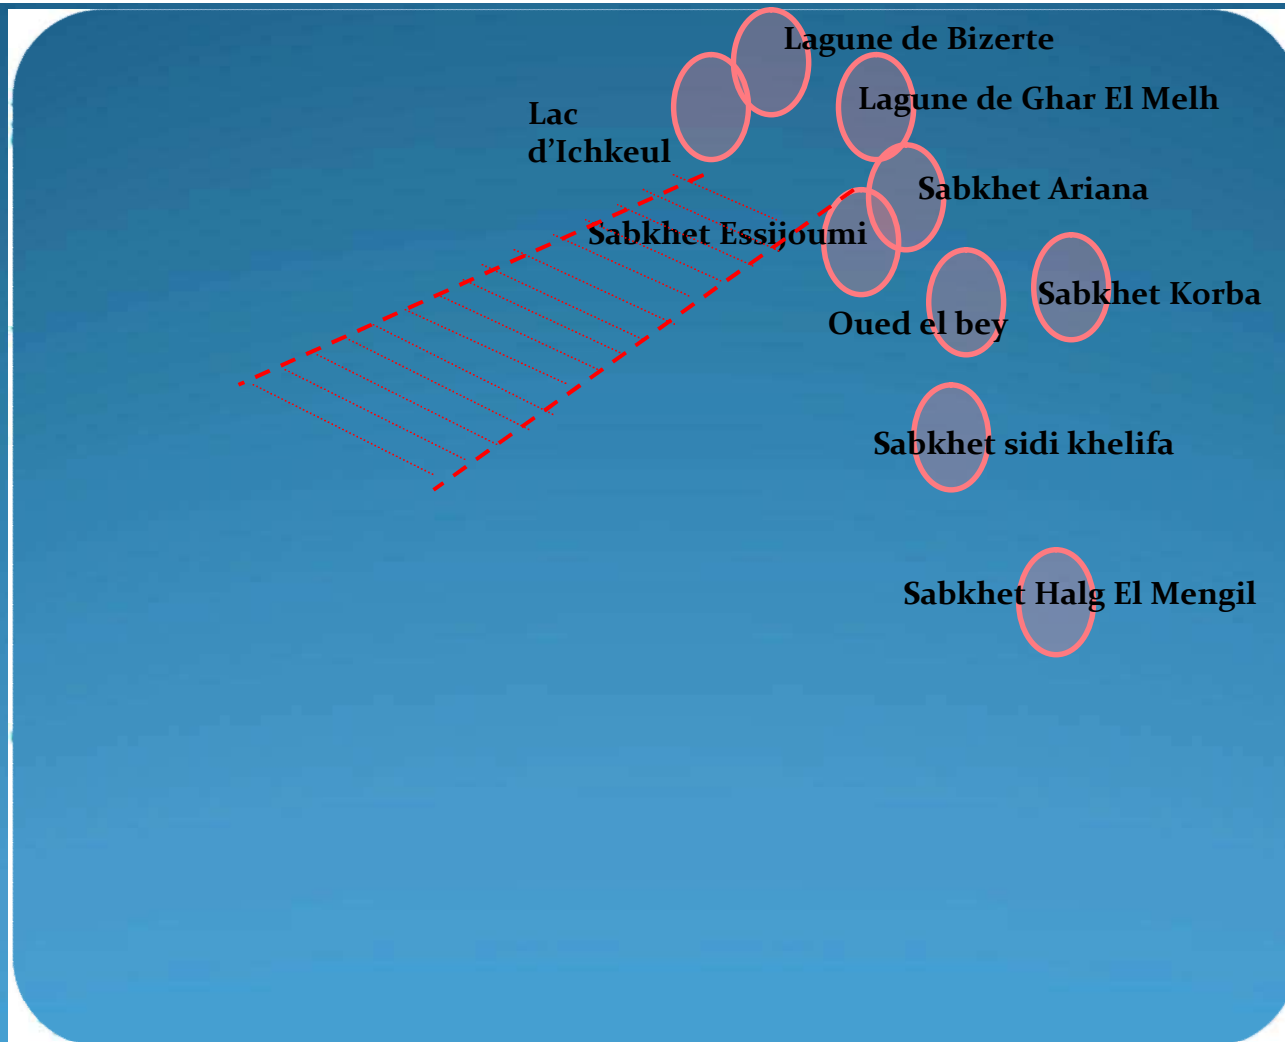 Lagune de Bizerte
Lagune de Ghar El Melh
Lac
d’Ichkeul
Sabkhet Ariana
Sabkhet Essijoumi
Sabkhet Korba
Oued el bey
Sabkhet sidi khelifa
Sabkhet Halg El Mengil